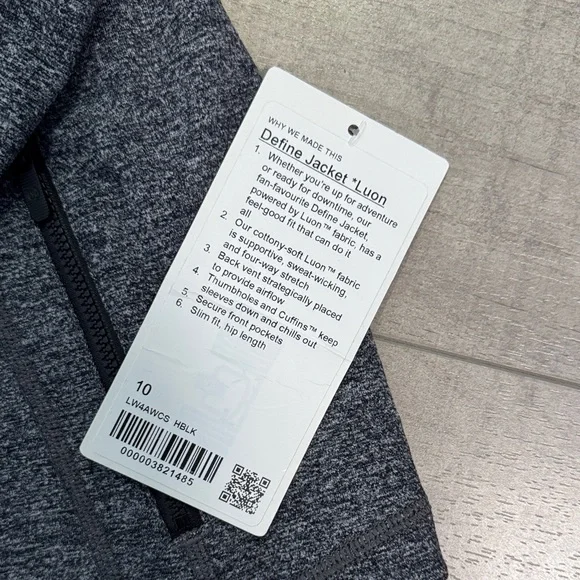 WHY WE MADE THIS
Define Jacket *Luon
1. Whether you're up for adventure
or ready for downtime, our
fan-favourite Define Jacket,
powered by Luon™ fabric, has a
feel-good fit that can do it
all
2. Our cottony-soft Luon™ fabric
is supportive, sweat-wicking,
and four-way stretch
3. Back vent strategically placed
to provide airflow
4. Thumbholes and Cuffins™ keep
sleeves down and chills out
5. Secure front pockets
6. Slim fit, hip length
10
LW4AWCS HBLK
000003821485